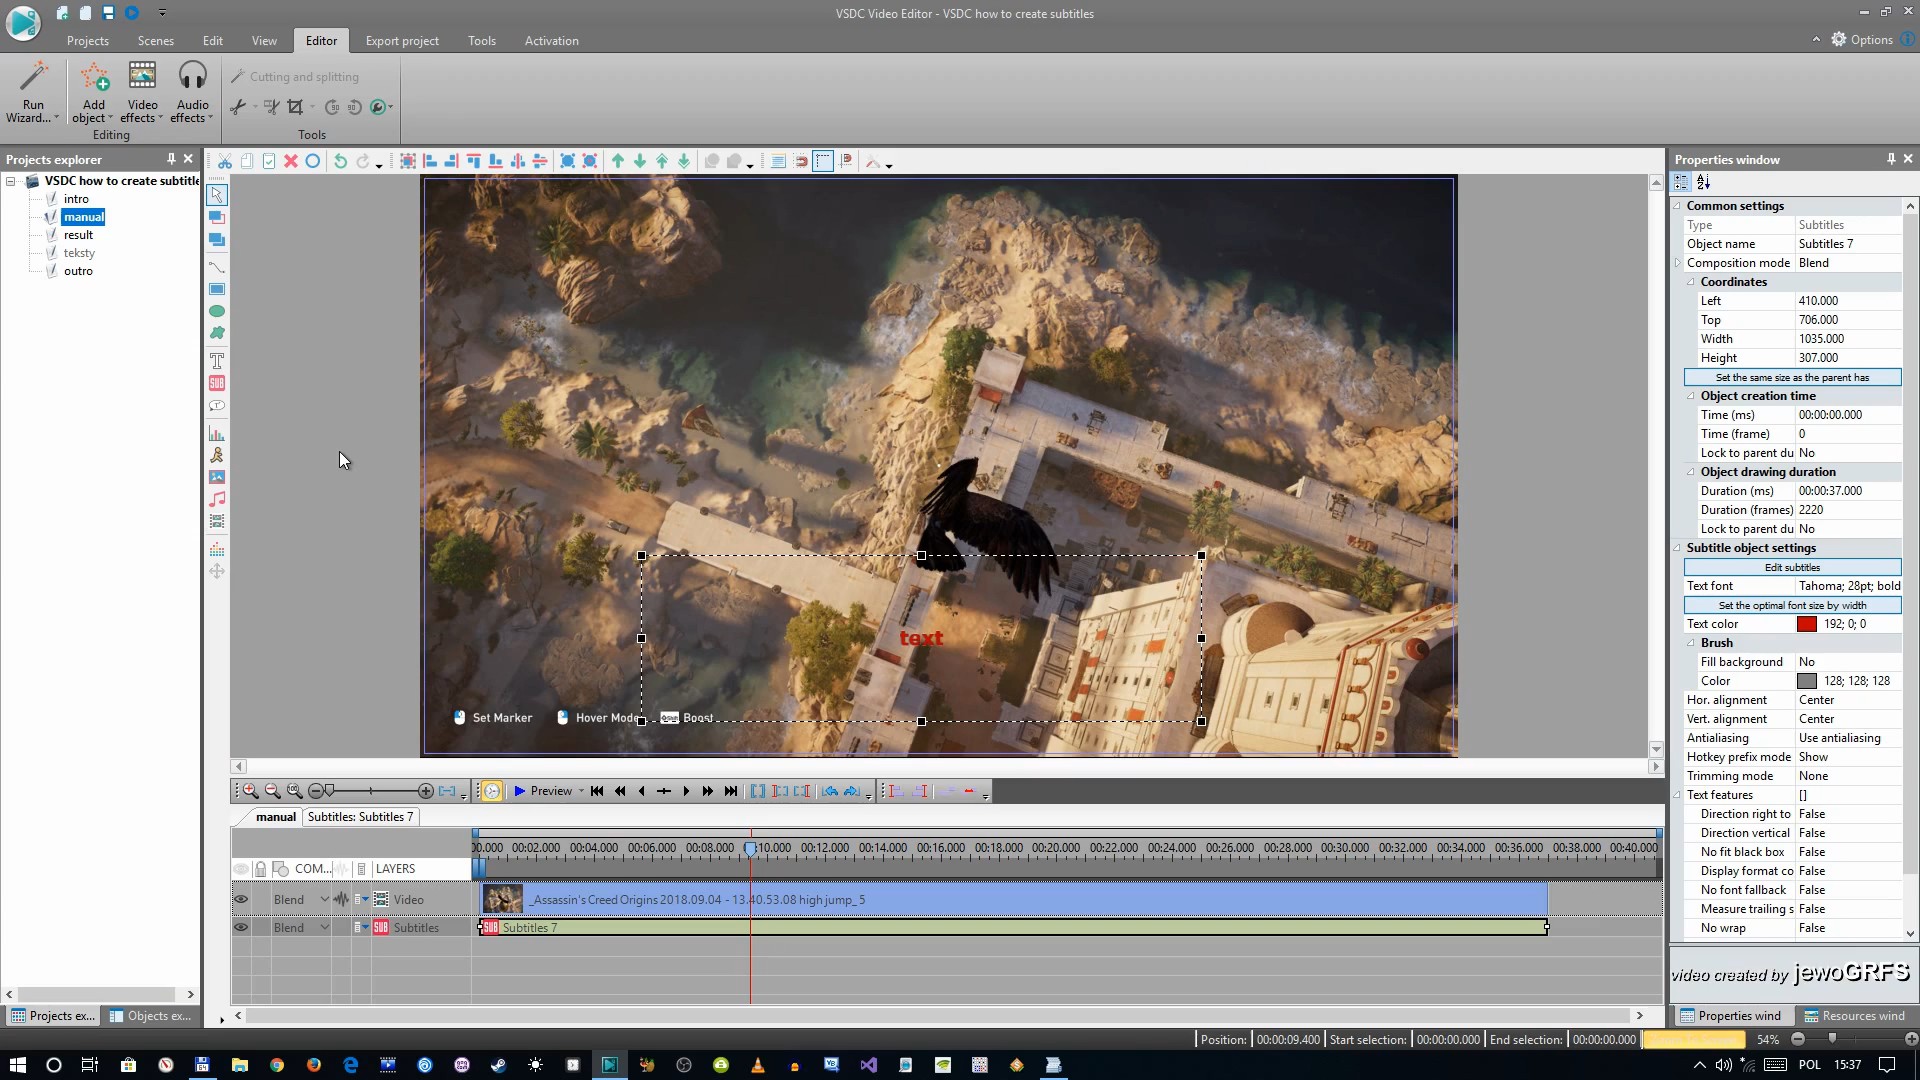 VSDC Video Editor - VSDC how to create subtitles
Projects
Scenes
Edit
View
Editor
Export project
Tools
Activation
Options
Run Wizard...
Add object
Video effects
Audio effects
Editing
Cutting and splitting
Tools
Projects explorer
VSDC how to create subtitle
intro
manual
result
teksty
outro
Projects ex...
Objects ex...
SUB
text
Set Marker
Hover Mode
Boost
Preview
manual
Subtitles: Subtitles 7
COM...
LAYERS
00.000 00:02.000 00:04.000 00:06.000 00:08.000 10.000 00:12.000 00:14.000 00:16.000 00:18.000 00:20.000 00:22.000 00:24.000 00:26.000 00:28.000 00:30.000 00:32.000 00:34.000 00:36.000 00:38.000 00:40.000
Blend
Video
_Assassin's Creed Origins 2018.09.04 - 13.40.53.08 high jump_ 5
Blend
SUB
Subtitles
SUB
Subtitles 7
Properties window
Common settings
Type Subtitles
Object name Subtitles 7
Composition mode Blend
Coordinates
Left 410.000
Top 706.000
Width 1035.000
Height 307.000
Set the same size as the parent has
Object creation time
Time (ms) 00:00:00.000
Time (frame) 0
Lock to parent du No
Object drawing duration
Duration (ms) 00:00:37.000
Duration (frames) 2220
Lock to parent du No
Subtitle object settings
Edit subtitles
Text font Tahoma; 28pt; bold
Set the optimal font size by width
Text color 192; 0; 0
Brush
Fill background No
Color 128; 128; 128
Hor. alignment Center
Vert. alignment Center
Antialiasing Use antialiasing
Hotkey prefix mode Show
Trimming mode None
Text features []
Direction right to False
Direction vertical False
No fit black box False
Display format co False
No font fallback False
Measure trailing s False
No wrap False
video created by jewoGRFS
Properties wind
Resources wind
Position: 00:00:09.400 Start selection: 00:00:00.000 End selection: 00:00:00.000
54%
POL
15:37